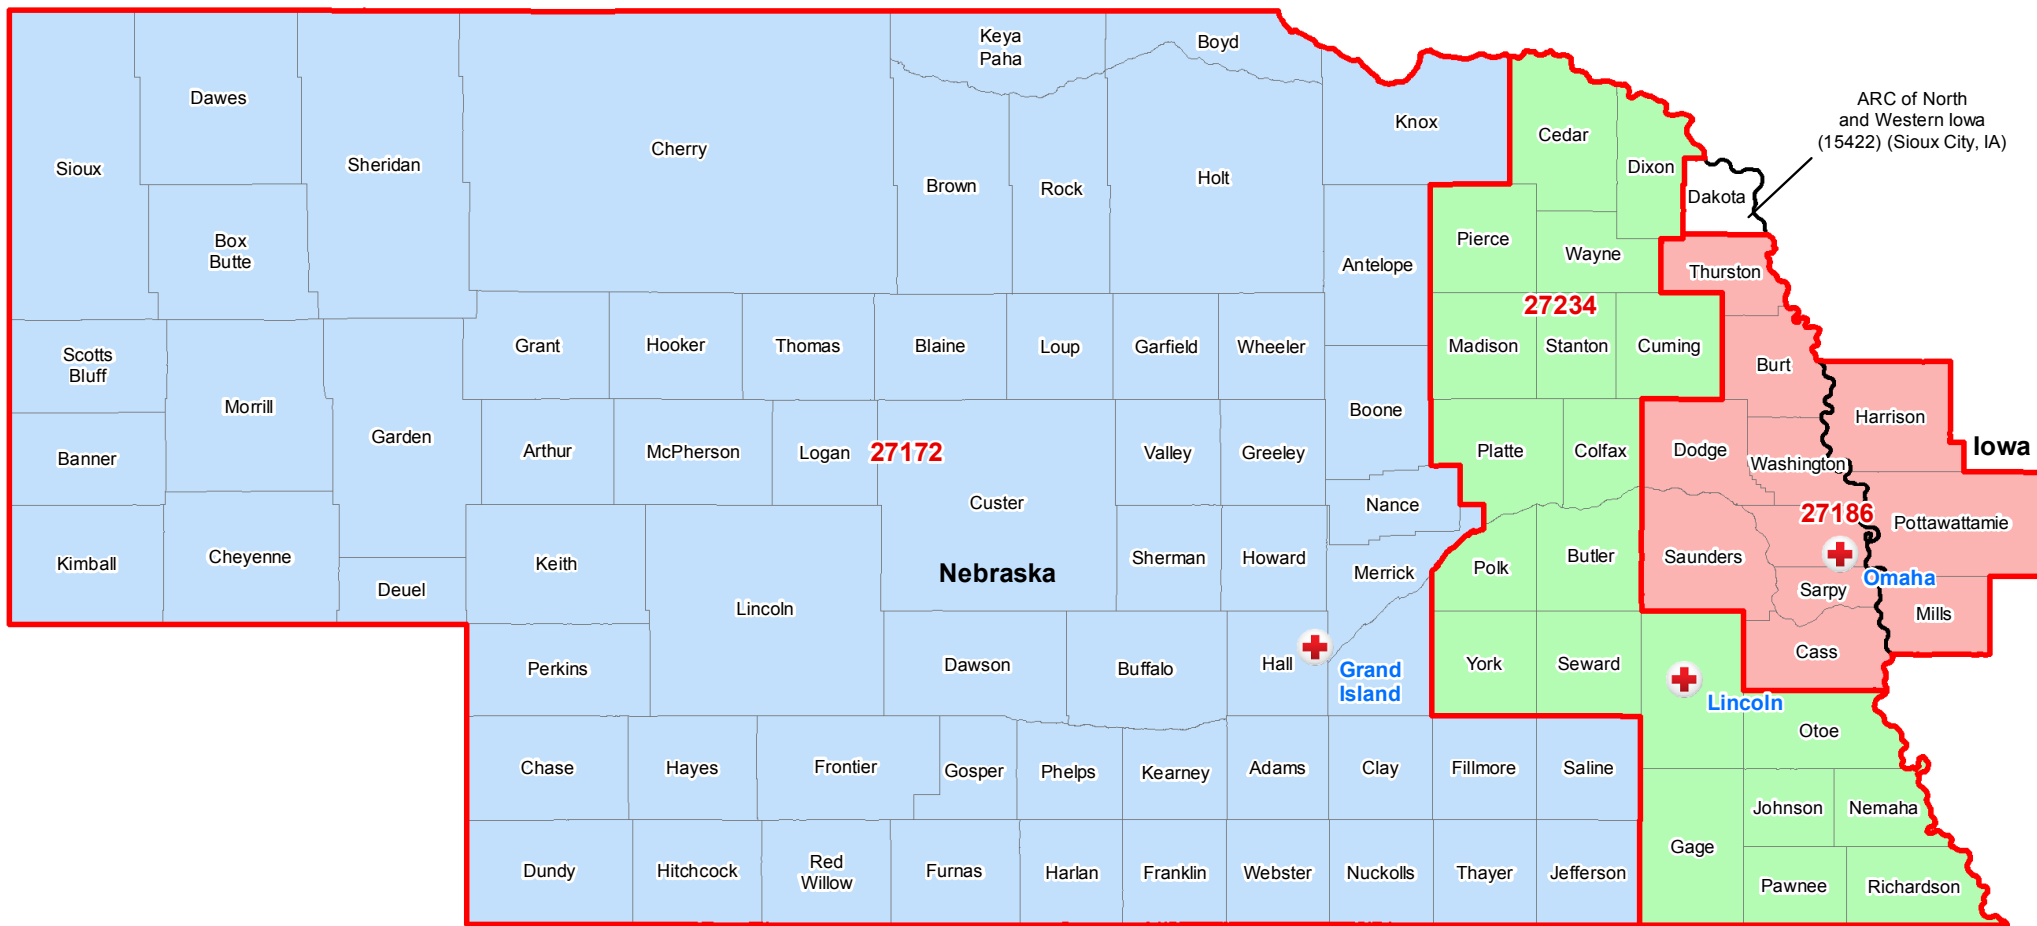 Keya
Paha
Boyd
Dawes
Knox
ARC of North
and Western Iowa
(15422) (Sioux City, IA)
Cedar
Sioux
Sheridan
Cherry
Brown
Rock
Holt
Dixon
Dakota
Box
Butte
Pierce
Wayne
Antelope
Thurston
27234
Scotts
Bluff
Grant
Hooker
Thomas
Blaine
Loup
Garfield
Wheeler
Madison
Stanton
Cuming
Burt
Morrill
Garden
Boone
Harrison
Banner
Arthur
McPherson
Logan
27172
Valley
Greeley
Platte
Colfax
Dodge
Washington
Iowa
Custer
Nance
27186
Pottawattamie
Kimball
Cheyenne
Keith
Nebraska
Sherman
Howard
Merrick
Polk
Butler
Saunders
Omaha
Deuel
Lincoln
Sarpy
Mills
Perkins
Dawson
Buffalo
Hall
Grand
Island
York
Seward
Cass
Lincoln
Otoe
Chase
Hayes
Frontier
Gosper
Phelps
Kearney
Adams
Clay
Fillmore
Saline
Johnson
Nemaha
Gage
Dundy
Hitchcock
Red
Willow
Furnas
Harlan
Franklin
Webster
Nuckolls
Thayer
Jefferson
Pawnee
Richardson